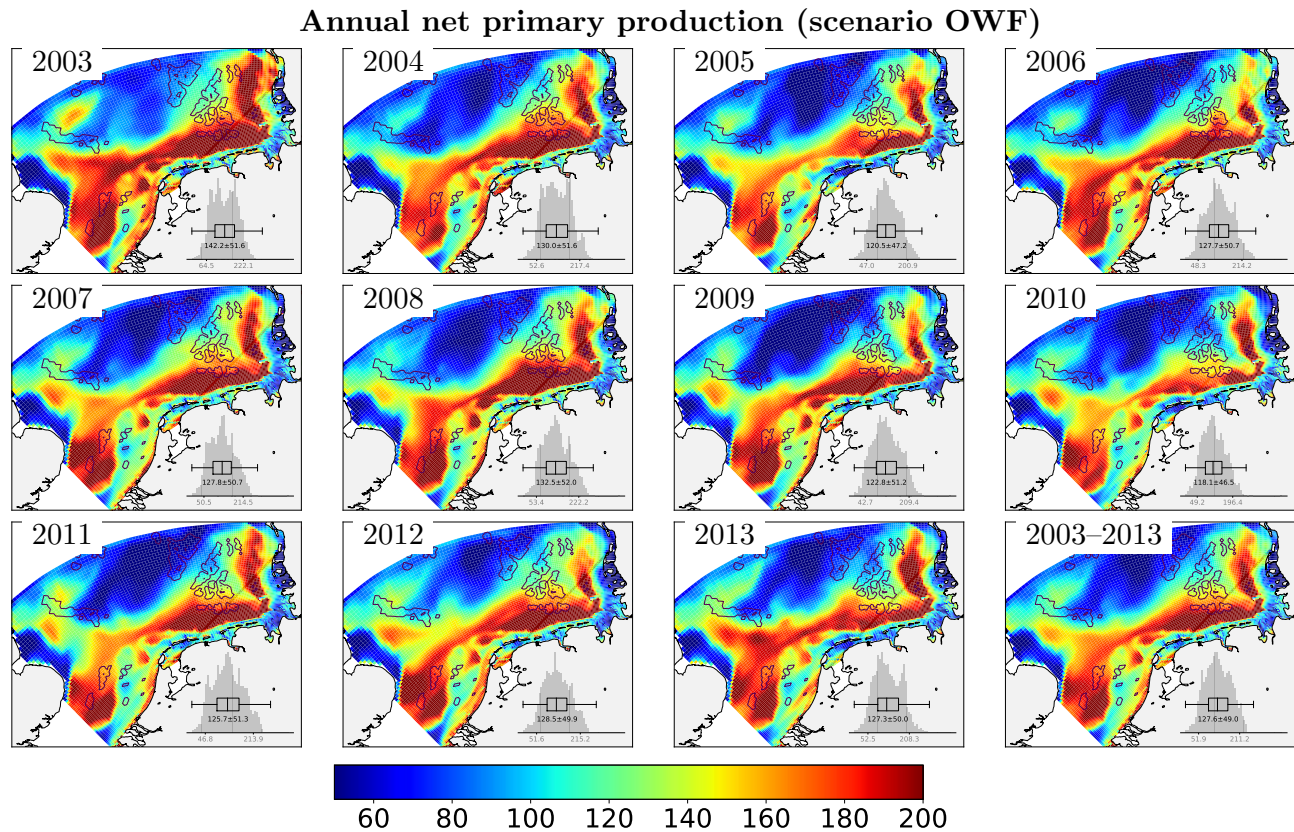 Annual net primary production (scenario OWF)
2003 2004 2005 2006
142.2±51.6 130.0±51.6 120.5±47.2 127.7±50.7
64.5 222.1 52.6 217.4 47.0 200.9 48.3 214.2
2007 2008 2009 2010
127.8±50.7 132.5±52.0 122.8±51.2 118.1±46.5
50.5 214.5 53.4 222.2 42.7 209.4 49.2 196.4
2011 2012 2013 2003–2013
125.7±51.3 128.5±49.9 127.3±50.0 127.6±49.0
46.8 213.9 51.6 215.2 52.5 208.3 51.9 211.2
60 80 100 120 140 160 180 200